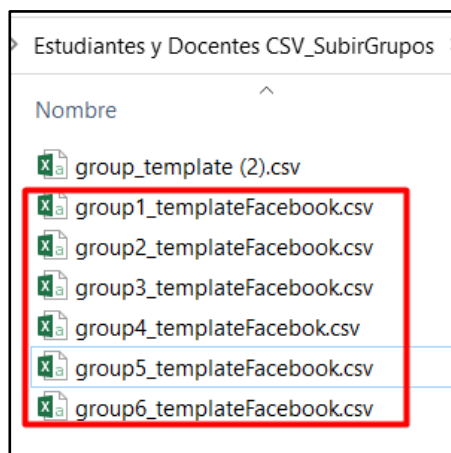 Estudiantes y Docentes CSV_SubirGrupos
Nombre
group_template (2).csv
group1_templateFacebook.csv
group2_templateFacebook.csv
group3_templateFacebook.csv
group4_templateFacebok.csv
group5_templateFacebook.csv
group6_templateFacebook.csv